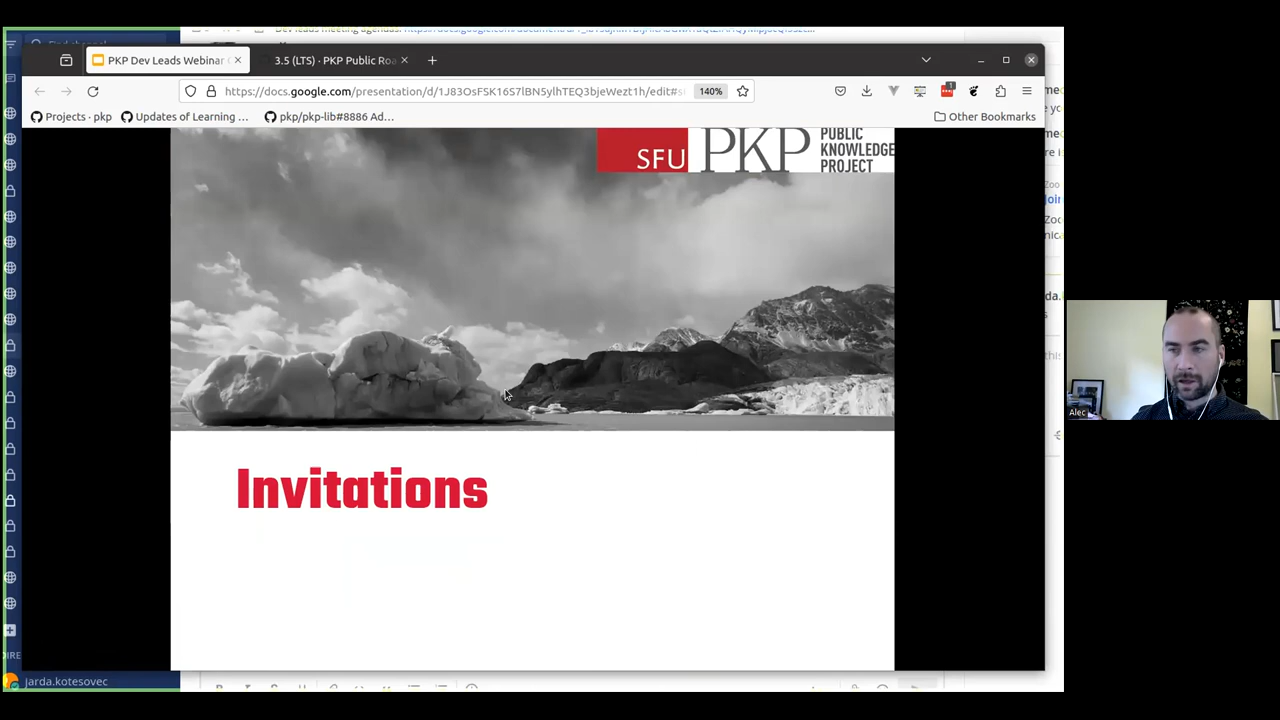 PKP Dev Leads Webinar
3.5 (LTS) · PKP Public Roa
https://docs.google.com/presentation/d/1J83OsFSK16S7lBN5ylhTEQ3bjeWezt1h/edit#s
140%
Projects · pkp
Updates of Learning ...
pkp/pkp-lib#8886 Ad...
Other Bookmarks
SFU
PKP
PUBLIC
KNOWLEDGE
PROJECT
Invitations
Alec
jarda.kotesovec